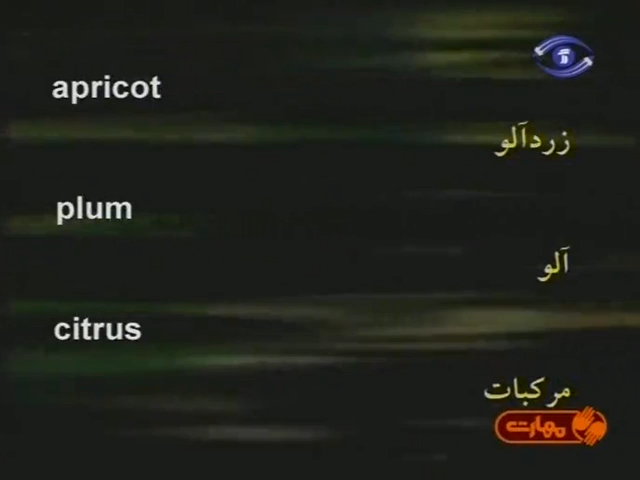 apricot
زردآلو
plum
آلو
citrus
مرکبات
مهارت